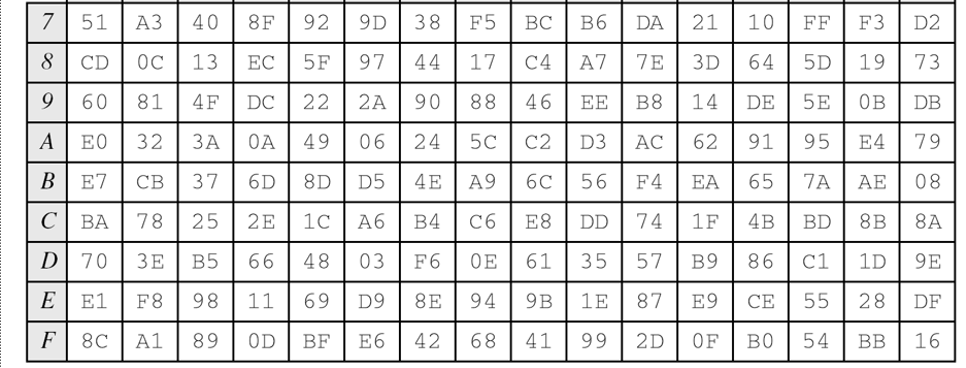 7 51 A3 40 8F 92 9D 38 F5 BC B6 DA 21 10 FF F3 D2
8 CD 0C 13 EC 5F 97 44 17 C4 A7 7E 3D 64 5D 19 73
9 60 81 4F DC 22 2A 90 88 46 EE B8 14 DE 5E 0B DB
A E0 32 3A 0A 49 06 24 5C C2 D3 AC 62 91 95 E4 79
B E7 CB 37 6D 8D D5 4E A9 6C 56 F4 EA 65 7A AE 08
C BA 78 25 2E 1C A6 B4 C6 E8 DD 74 1F 4B BD 8B 8A
D 70 3E B5 66 48 03 F6 0E 61 35 57 B9 86 C1 1D 9E
E E1 F8 98 11 69 D9 8E 94 9B 1E 87 E9 CE 55 28 DF
F 8C A1 89 0D BF E6 42 68 41 99 2D 0F B0 54 BB 16